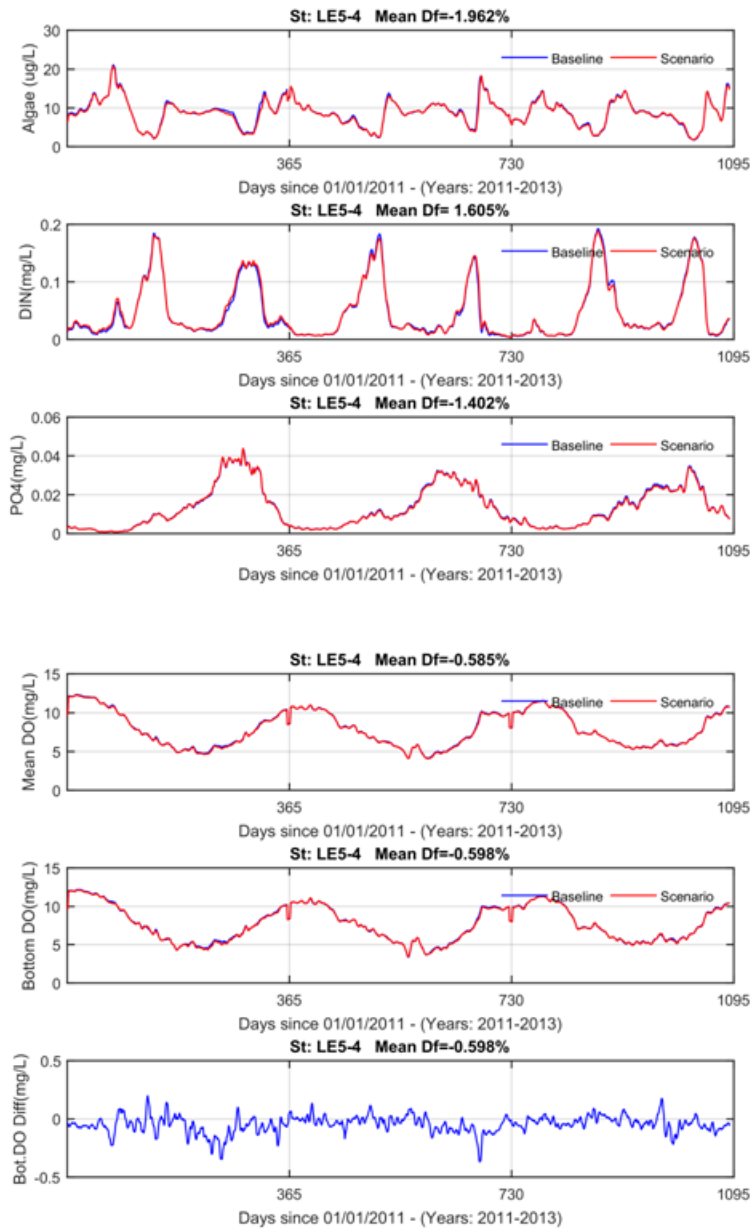 St: LE5-4 Mean Df=-1.962%
30
20
10
0
Algae (ug/L)
Baseline Scenario
365 730 1095
Days since 01/01/2011 - (Years: 2011-2013)
St: LE5-4 Mean Df= 1.605%
0.2
0.1
0
DIN(mg/L)
Baseline Scenario
365 730 1095
Days since 01/01/2011 - (Years: 2011-2013)
St: LE5-4 Mean Df=-1.402%
0.06
0.04
0.02
0
PO4(mg/L)
Baseline Scenario
365 730 1095
Days since 01/01/2011 - (Years: 2011-2013)
St: LE5-4 Mean Df=-0.585%
15
10
5
0
Mean DO(mg/L)
Baseline Scenario
365 730 1095
Days since 01/01/2011 - (Years: 2011-2013)
St: LE5-4 Mean Df=-0.598%
15
10
5
0
Bottom DO(mg/L)
Baseline Scenario
365 730 1095
Days since 01/01/2011 - (Years: 2011-2013)
St: LE5-4 Mean Df=-0.598%
0.5
0
-0.5
Bot.DO Diff(mg/L)
365 730 1095
Days since 01/01/2011 - (Years: 2011-2013)